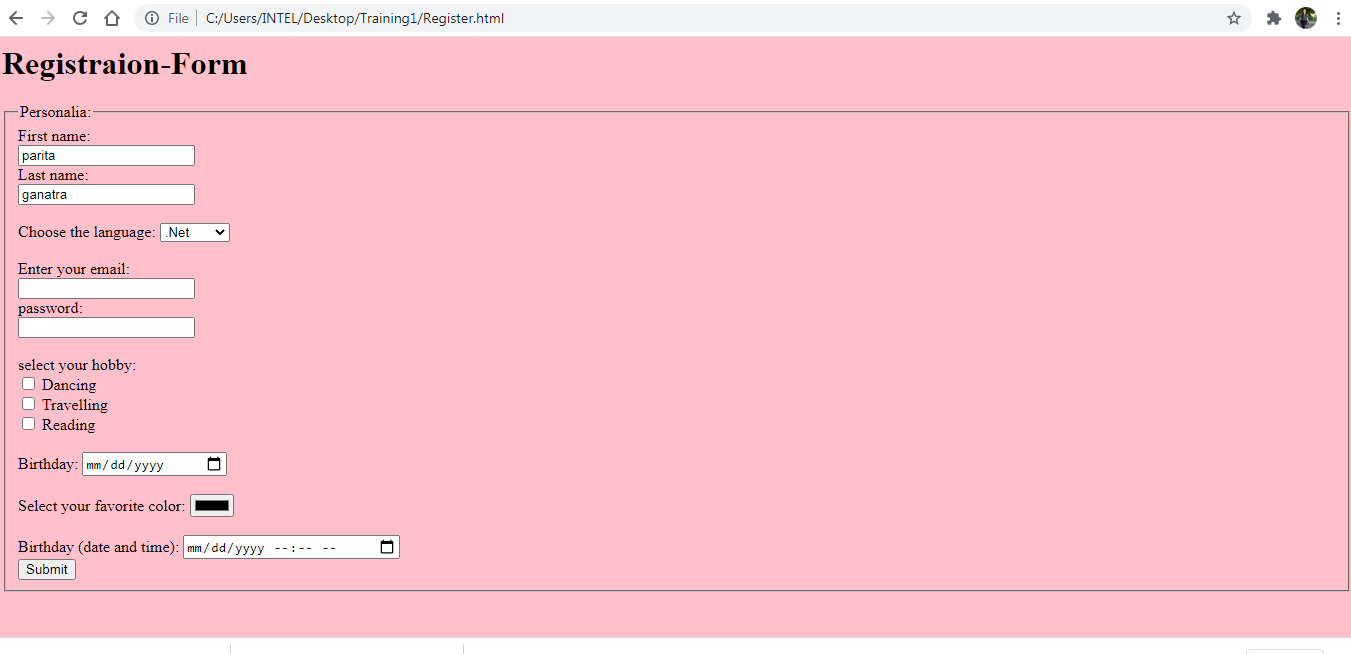 File C:/Users/INTEL/Desktop/Training1/Register.html
Registraion-Form
Personalia:
First name:
parita
Last name:
ganatra
Choose the language: .Net
Enter your email:
password:
select your hobby:
Dancing
Travelling
Reading
Birthday: mm/dd/yyyy
Select your favorite color:
Birthday (date and time): mm/dd/yyyy --:-- --
Submit